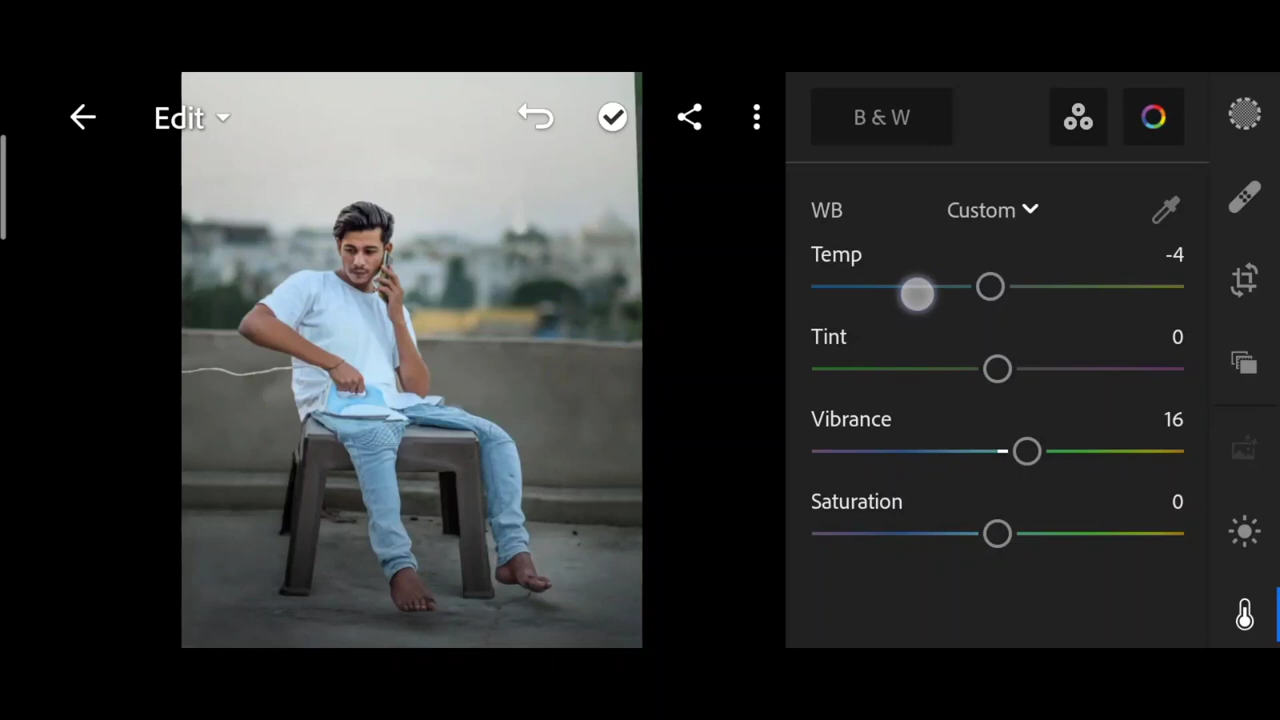 Edit
B & W
WB Custom
Temp -4
Tint 0
Vibrance 16
Saturation 0